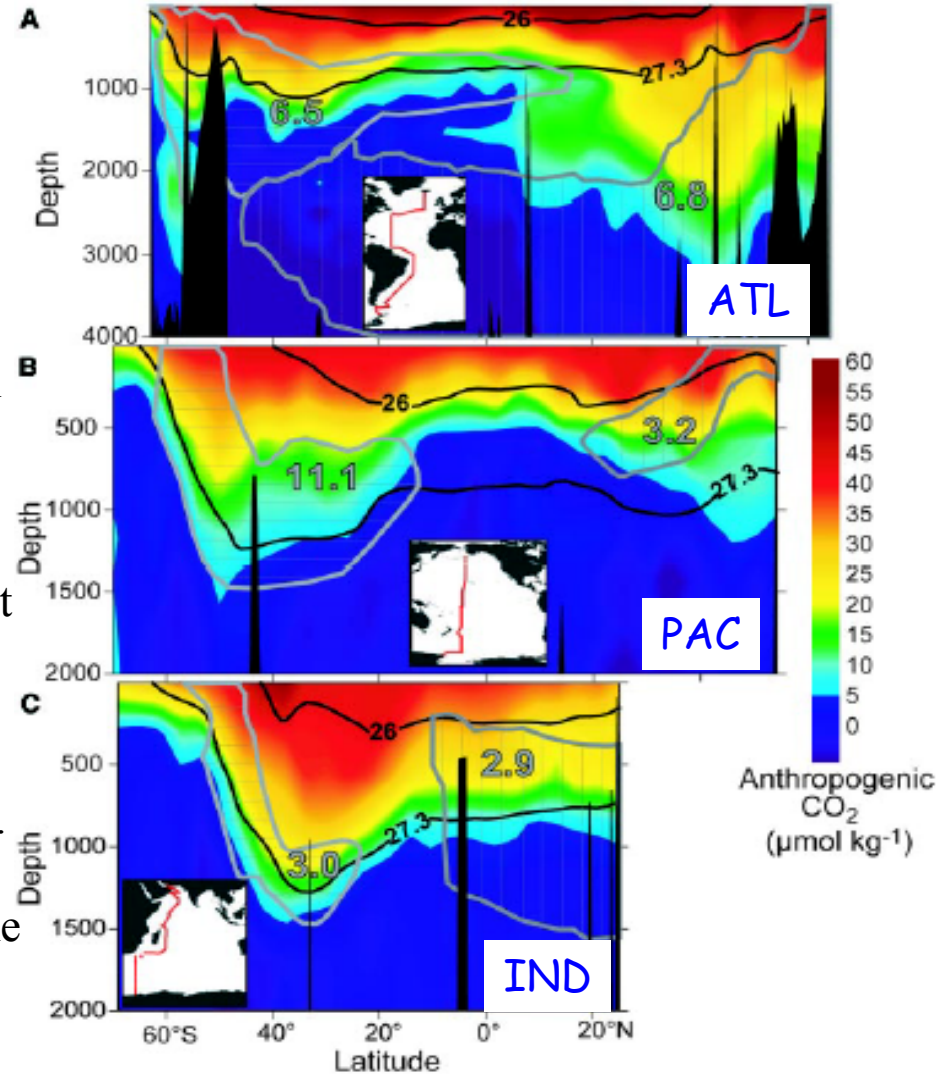 A
26
27.3
1000
6.5
2000
6.8
3000
4000
Depth
ATL
B
26
500
3.2
11.1
27.3
1000
1500
2000
Depth
t
PAC
60
55
50
45
40
35
30
25
20
15
10
5
0
Anthropogenic
CO2
(μmol kg-1)
C
26
500
2.9
27.3
1000
3.0
1500
2000
Depth
e
IND
60°S
40°
20°
0°
20°N
Latitude